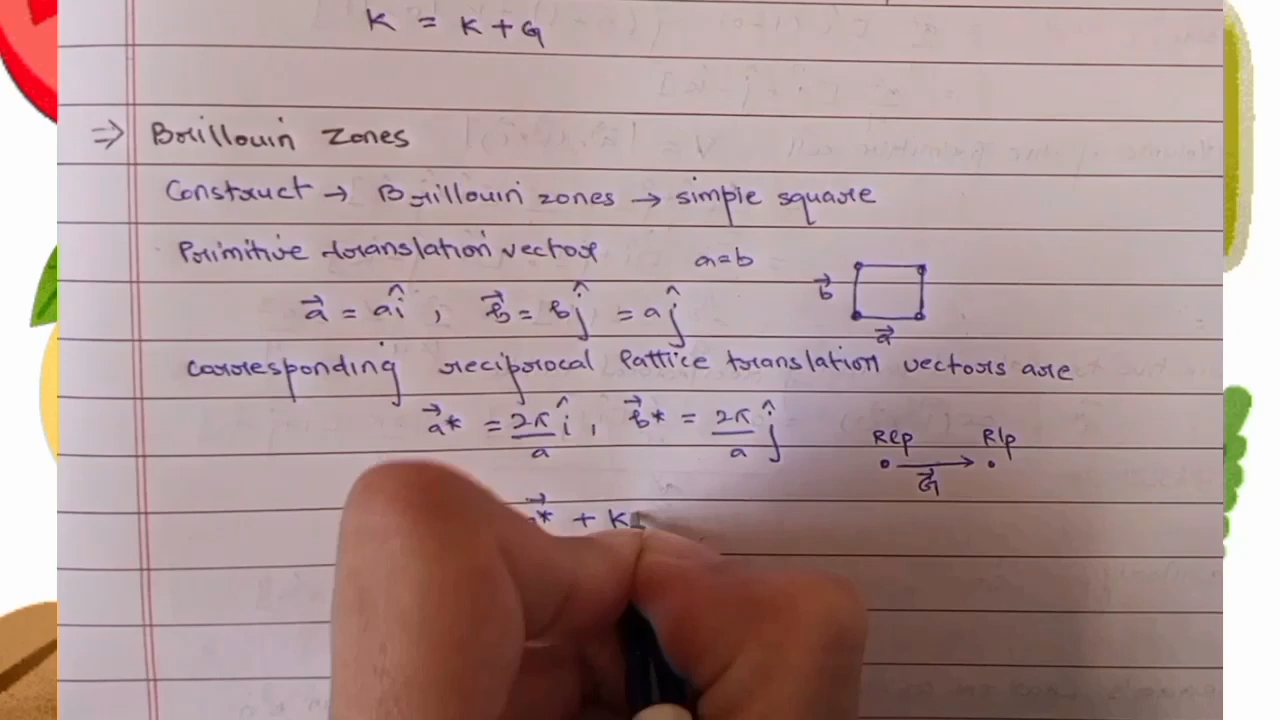 K = K + G
⇒ Brillouin Zones
Construct → Brillouin zones → simple square
Primitive translation vector a=b
b⃗
a⃗ = aî , b⃗ = bĵ = aĵ
a⃗
corresponding reciprocal lattice translation vectors are
a⃗* = 2π/a î , b⃗* = 2π/a ĵ
Rlp Rlp
G⃗
* + k